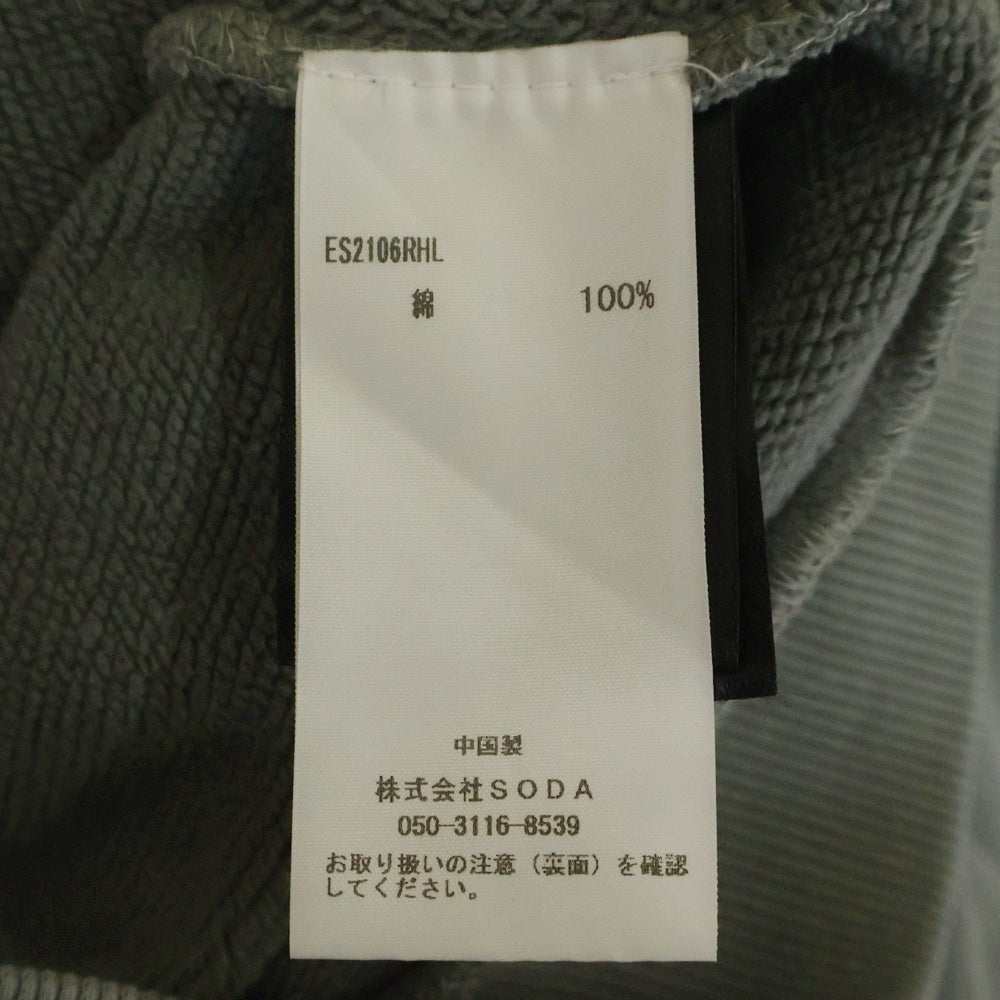 ES2106RHL
綿 100%
中国製
株式会社SODA
050-3116-8539
お取り扱いの注意（裏面）を確認
してください。